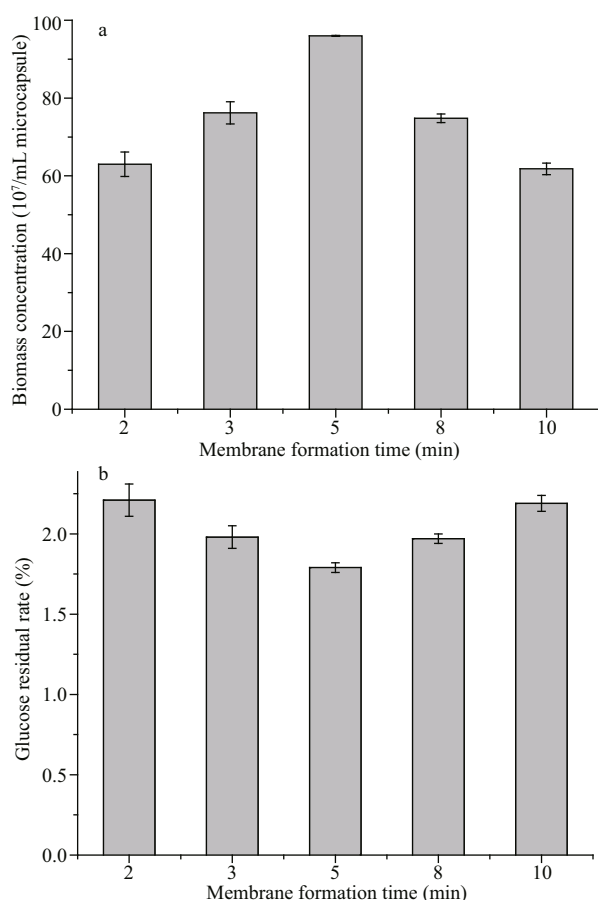 a
Biomass concentration (10⁷/mL microcapsule)
100
80
60
40
20
0
2 3 5 8 10
Membrane formation time (min)
b
Glucose residual rate (%)
2.0
1.5
1.0
0.5
0.0
2 3 5 8 10
Membrane formation time (min)